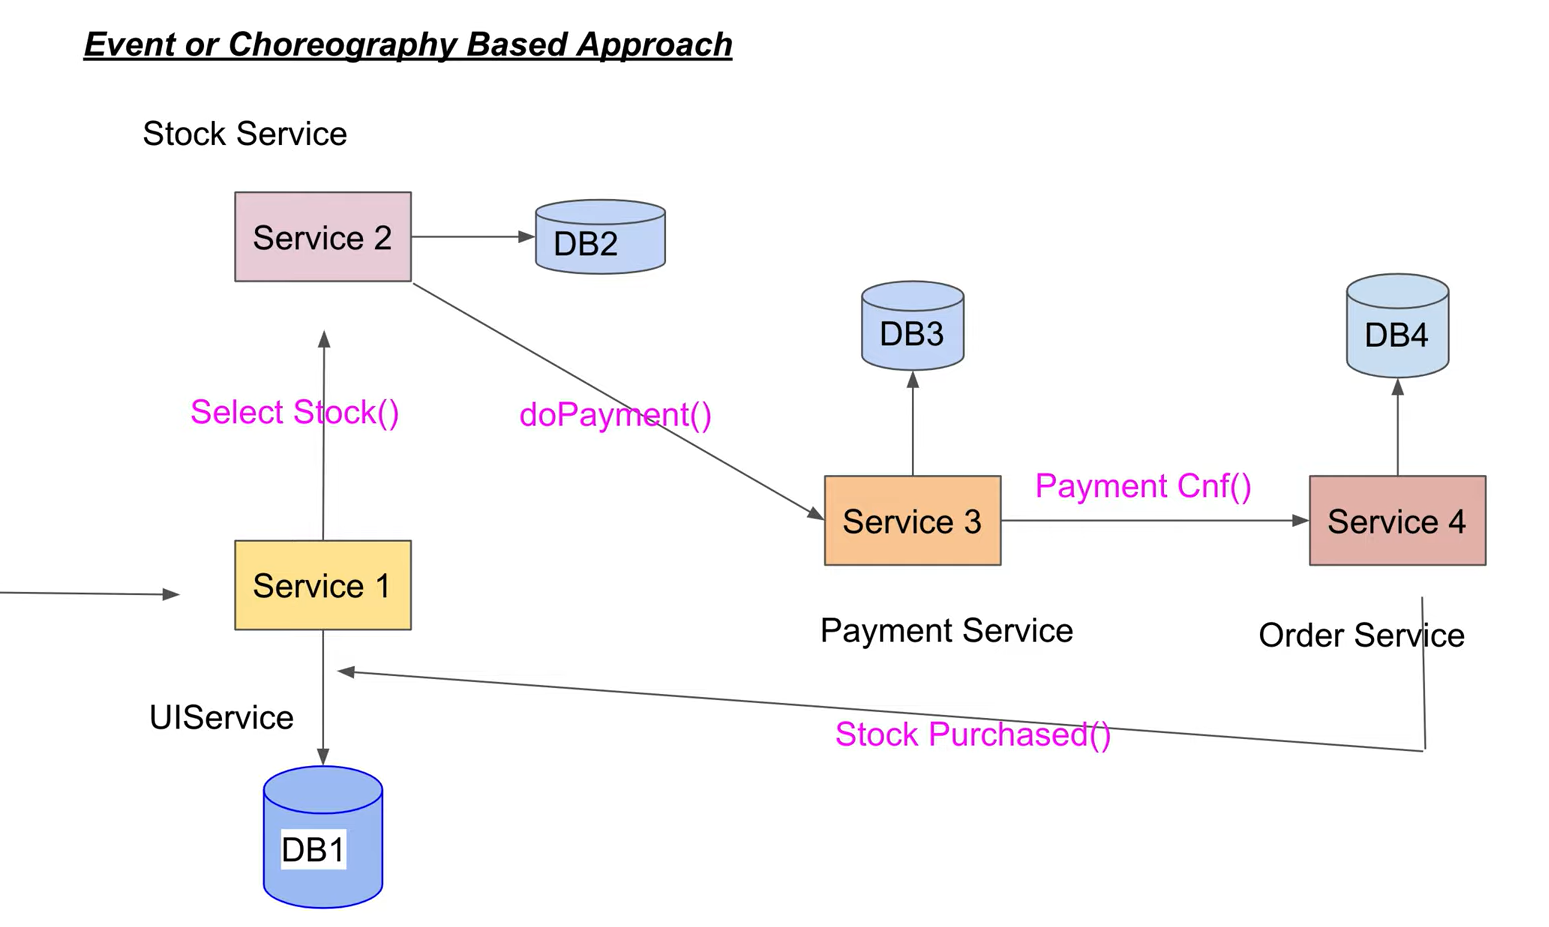 Event or Choreography Based Approach
Stock Service
Service 2
DB2
DB3
DB4
Select Stock()
doPayment()
Payment Cnf()
Service 3
Service 4
Service 1
Payment Service
Order Service
UIService
Stock Purchased()
DB1